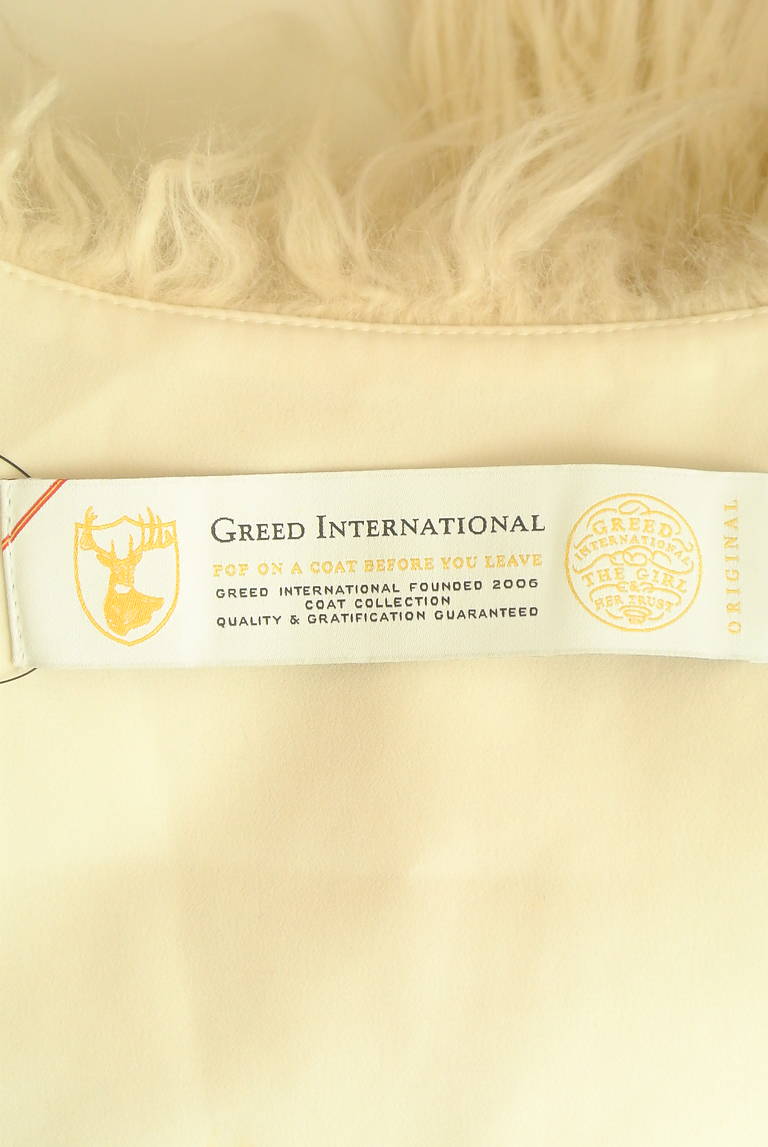 GREED INTERNATIONAL
POP ON A COAT BEFORE YOU LEAVE
GREED INTERNATIONAL FOUNDED 2006
COAT COLLECTION
QUALITY & GRATIFICATION GUARANTEED
GREED
INTERNATIONAL
THE GIRL
&
HER TRUST
ORIGINAL